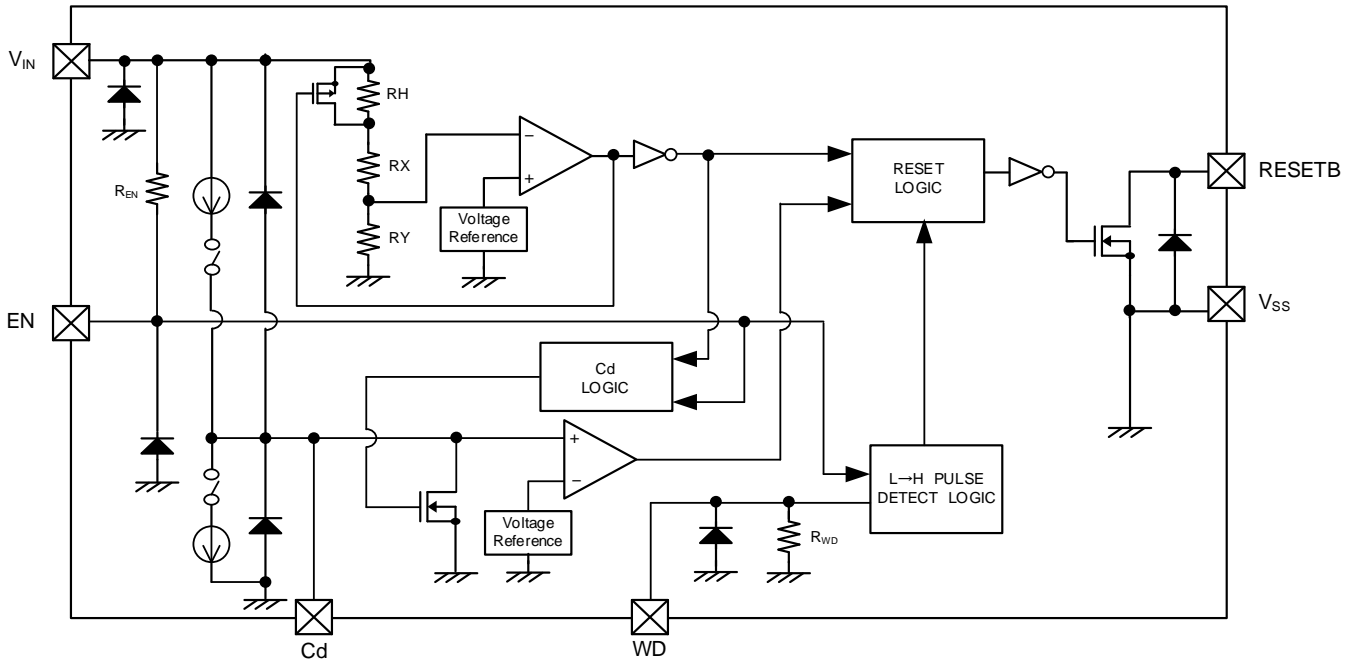 VIN
RH
RX
REN
RY
Voltage
Reference
−
+
RESET
LOGIC
RESETB
VSS
EN
Cd
LOGIC
+
−
Voltage
Reference
L→H PULSE
DETECT LOGIC
RWD
Cd
WD